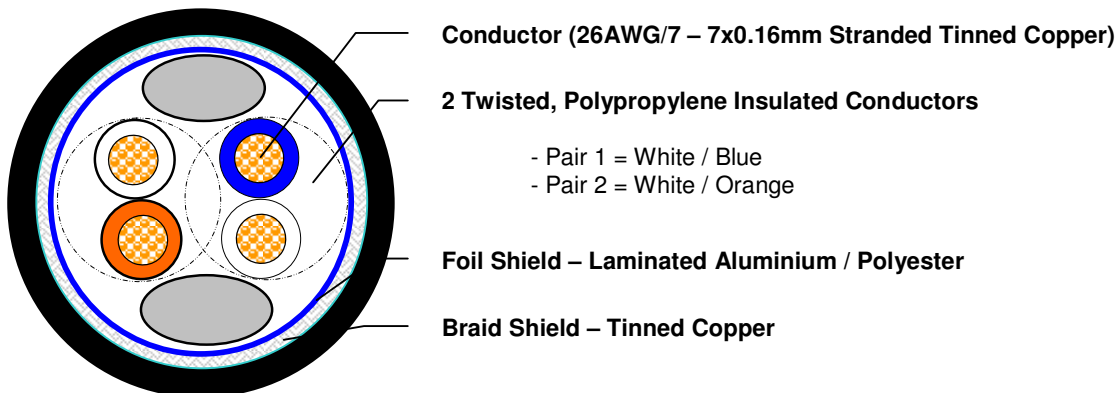 Conductor (26AWG/7 – 7x0.16mm Stranded Tinned Copper)
2 Twisted, Polypropylene Insulated Conductors
- Pair 1 = White / Blue
- Pair 2 = White / Orange
Foil Shield – Laminated Aluminium / Polyester
Braid Shield – Tinned Copper